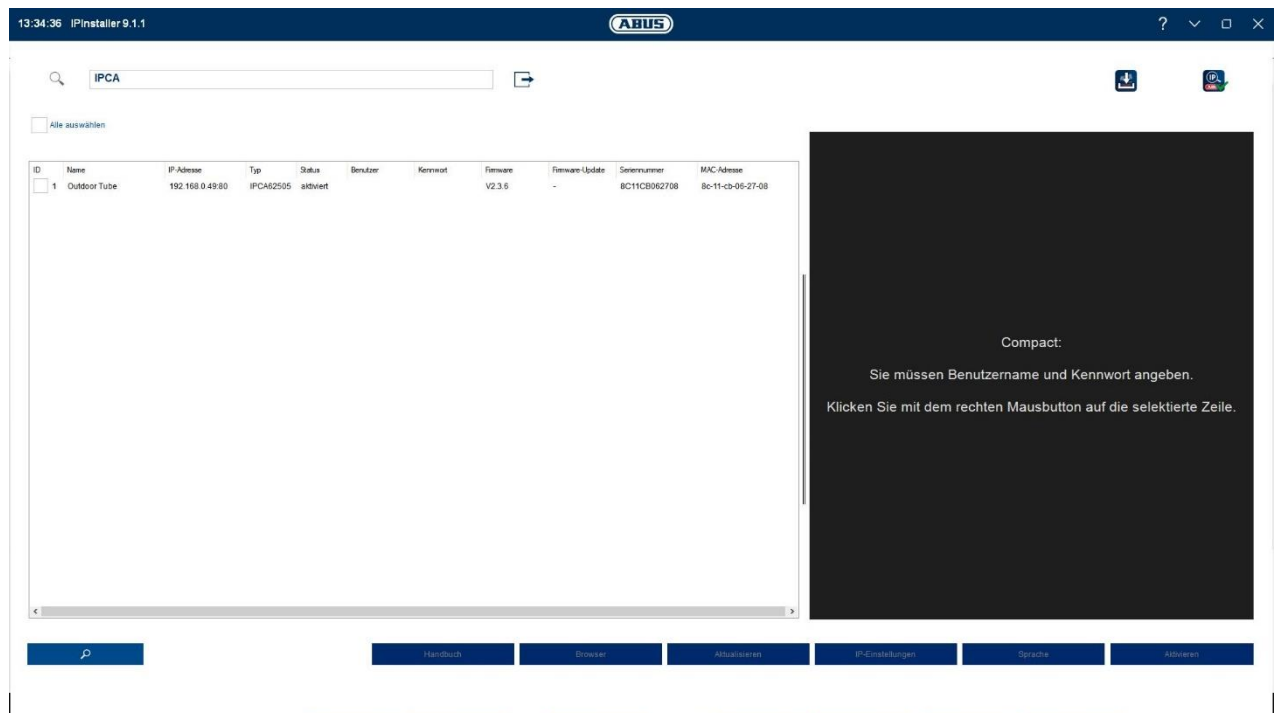 13:34:36 IPInstaller 9.1.1
ABUS
?
IPCA
IP
ABUS
Alle auswählen
ID Name IP-Adresse Typ Status Benutzer Kennwort Firmware Firmware-Update Seriennummer MAC-Adresse
1 Outdoor Tube 192.168.0.49:80 IPCA62505 aktiviert V2.3.6 - 8C11CB062708 8c-11-cb-06-27-08
Compact:
Sie müssen Benutzername und Kennwort angeben.
Klicken Sie mit dem rechten Mausbutton auf die selektierte Zeile.
Handbuch Browser Aktualisieren IP-Einstellungen Sprache Aktivieren